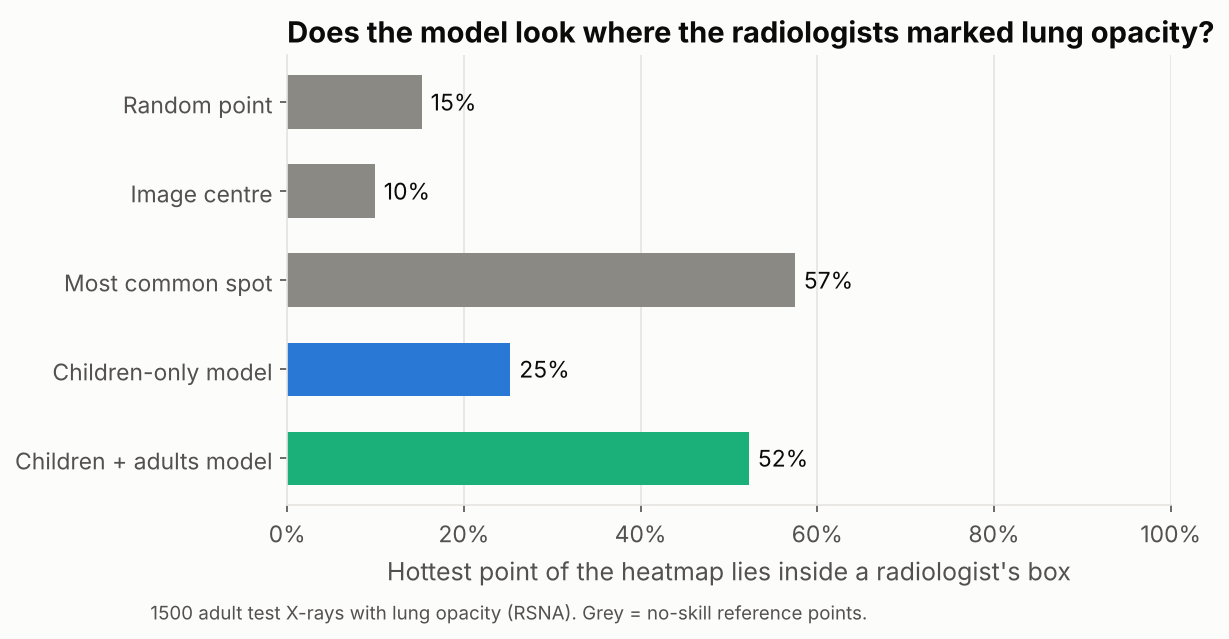 Does the model look where the radiologists marked lung opacity?
Random point
15%
Image centre
10%
Most common spot
57%
Children-only model
25%
Children + adults model
52%
0%
20%
40%
60%
80%
100%
Hottest point of the heatmap lies inside a radiologist's box
1500 adult test X-rays with lung opacity (RSNA). Grey = no-skill reference points.